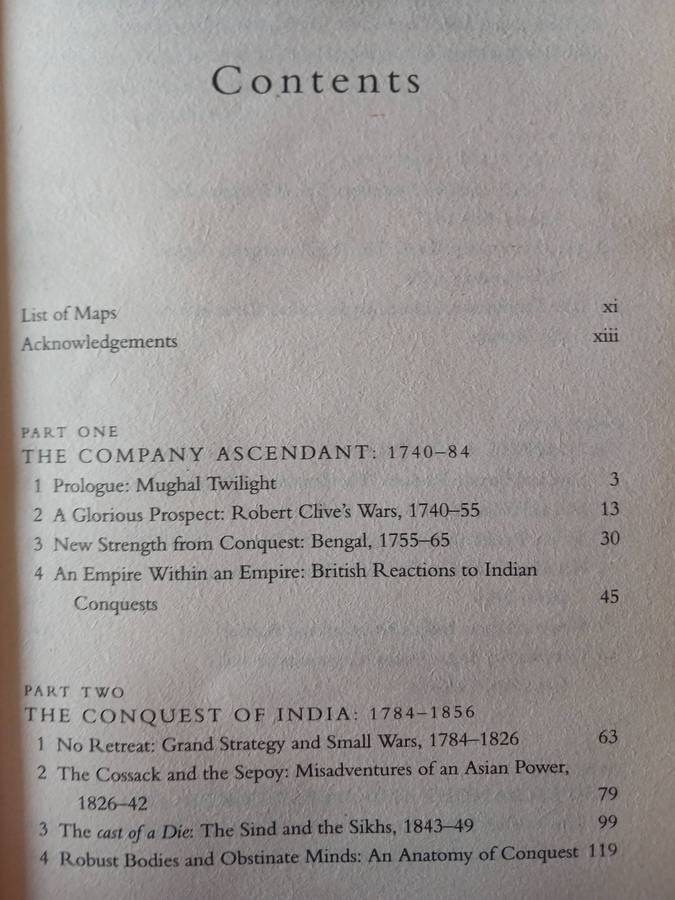 Contents
List of Maps xi
Acknowledgements xiii
PART ONE
THE COMPANY ASCENDANT: 1740–84
1 Prologue: Mughal Twilight 3
2 A Glorious Prospect: Robert Clive's Wars, 1740–55 13
3 New Strength from Conquest: Bengal, 1755–65 30
4 An Empire Within an Empire: British Reactions to Indian
Conquests 45
PART TWO
THE CONQUEST OF INDIA: 1784–1856
1 No Retreat: Grand Strategy and Small Wars, 1784–1826 63
2 The Cossack and the Sepoy: Misadventures of an Asian Power,
1826–42 79
3 The cast of a Die: The Sind and the Sikhs, 1843–49 99
4 Robust Bodies and Obstinate Minds: An Anatomy of Conquest 119